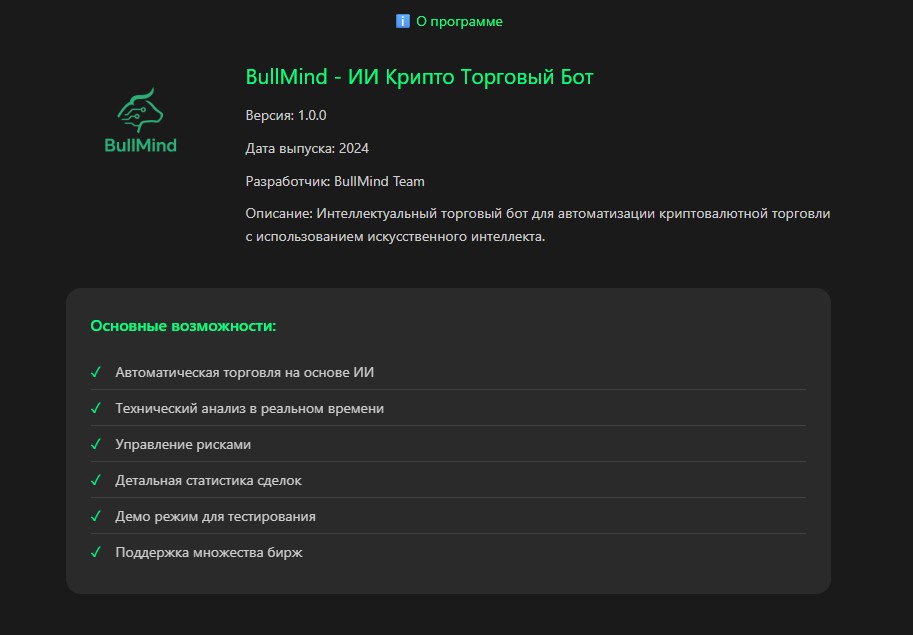 ℹ️ О программе
BullMind - ИИ Крипто Торговый Бот
Версия: 1.0.0
Дата выпуска: 2024
BullMind
Разработчик: BullMind Team
Описание: Интеллектуальный торговый бот для автоматизации криптовалютной торговли
с использованием искусственного интеллекта.
Основные возможности:
✓ Автоматическая торговля на основе ИИ
✓ Технический анализ в реальном времени
✓ Управление рисками
✓ Детальная статистика сделок
✓ Демо режим для тестирования
✓ Поддержка множества бирж